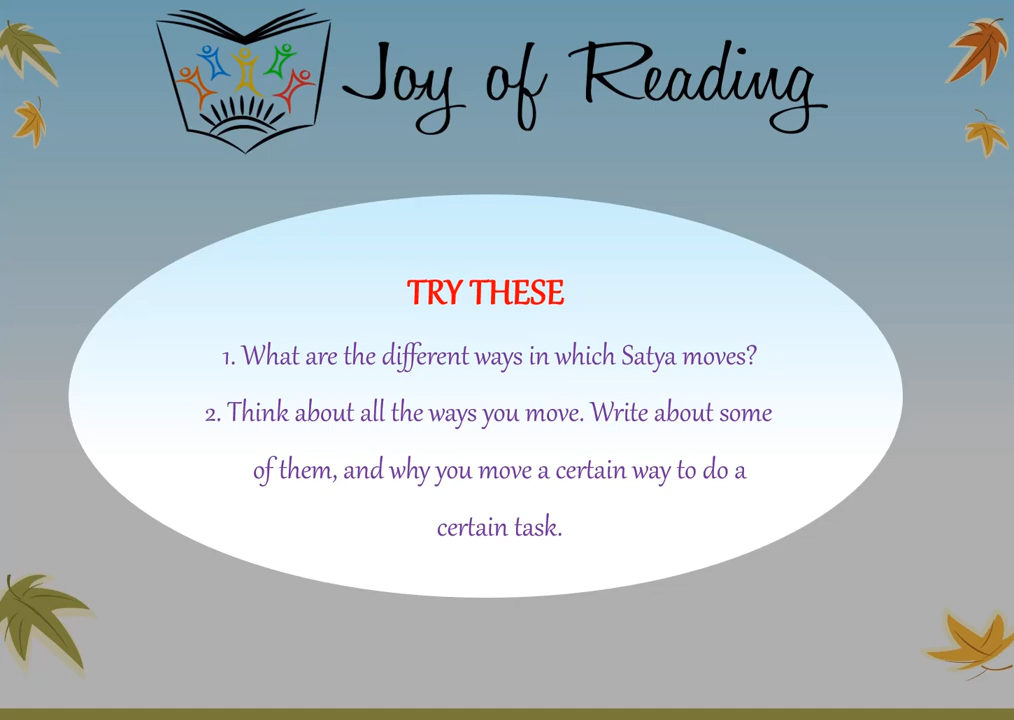 Joy of Reading
TRY THESE
1. What are the different ways in which Satya moves?
2. Think about all the ways you move. Write about some
of them, and why you move a certain way to do a
certain task.